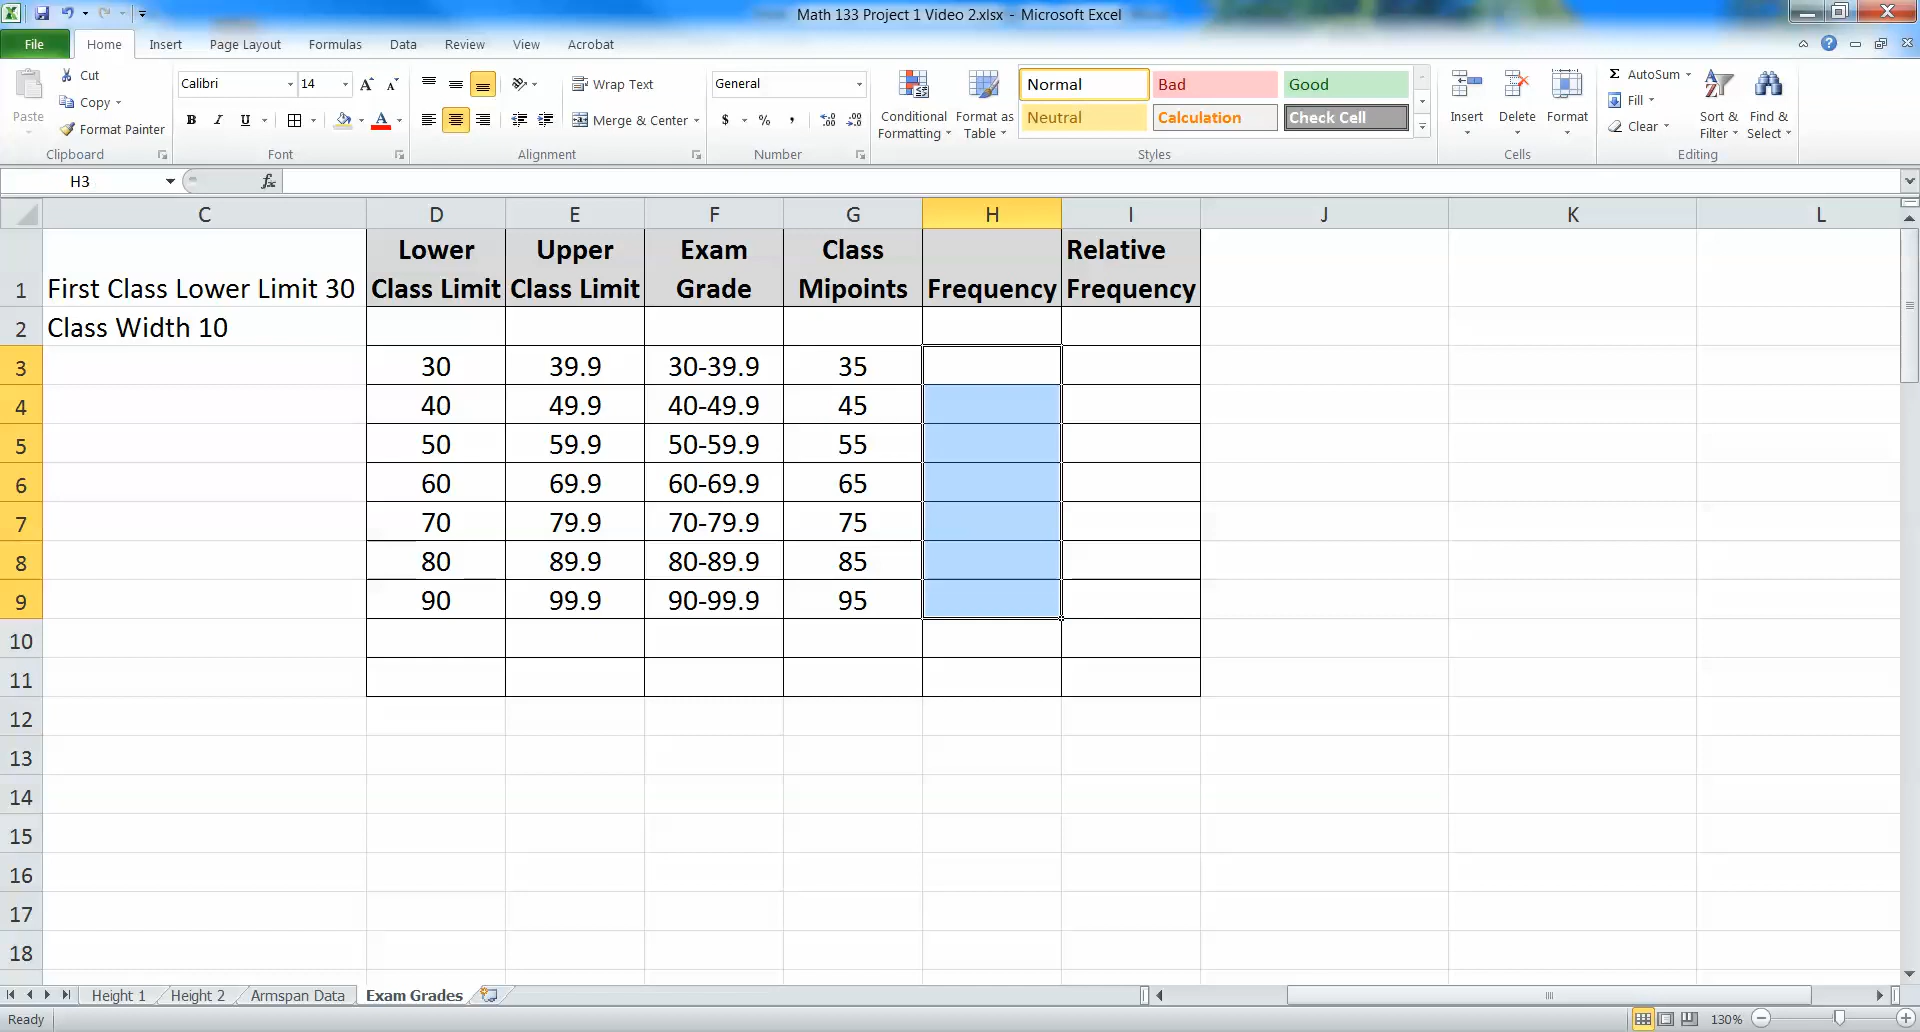 Math 133 Project 1 Video 2.xlsx - Microsoft Excel
File Home Insert Page Layout Formulas Data Review View Acrobat
Paste
Cut
Copy
Format Painter
Clipboard
Calibri 14
B I U
Font
Wrap Text
Merge & Center
Alignment
General
$ % ,
Number
Conditional Formatting
Format as Table
Normal Bad Good
Neutral Calculation Check Cell
Styles
Insert Delete Format
Cells
Σ AutoSum
Fill
Clear
Sort & Filter
Find & Select
Editing
H3 fx
C D E F G H I J K L
1 First Class Lower Limit 30 Lower Class Limit Upper Class Limit Exam Grade Class Mipoints Frequency Relative Frequency
2 Class Width 10
3 30 39.9 30-39.9 35
4 40 49.9 40-49.9 45
5 50 59.9 50-59.9 55
6 60 69.9 60-69.9 65
7 70 79.9 70-79.9 75
8 80 89.9 80-89.9 85
9 90 99.9 90-99.9 95
10
11
12
13
14
15
16
17
18
Height 1 Height 2 Armspan Data Exam Grades
Ready 130%